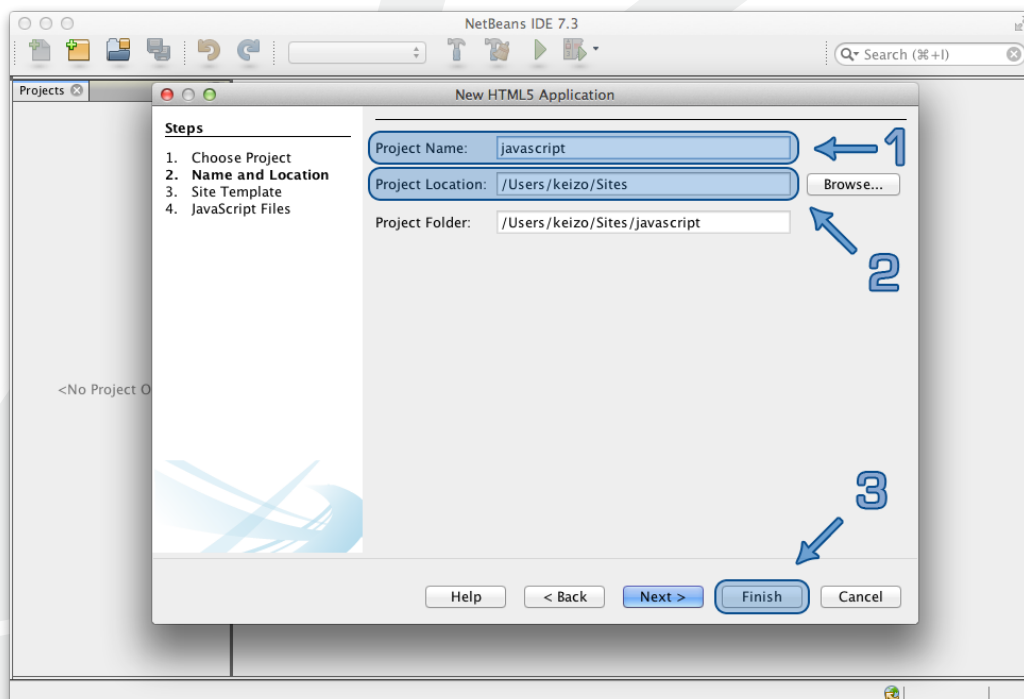 NetBeans IDE 7.3
Search (⌘+I)
Projects
New HTML5 Application
Steps
1. Choose Project
2. Name and Location
3. Site Template
4. JavaScript Files
Project Name: javascript
1
Project Location: /Users/keizo/Sites
Browse...
Project Folder: /Users/keizo/Sites/javascript
2
<No Project O
3
Help
< Back
Next >
Finish
Cancel